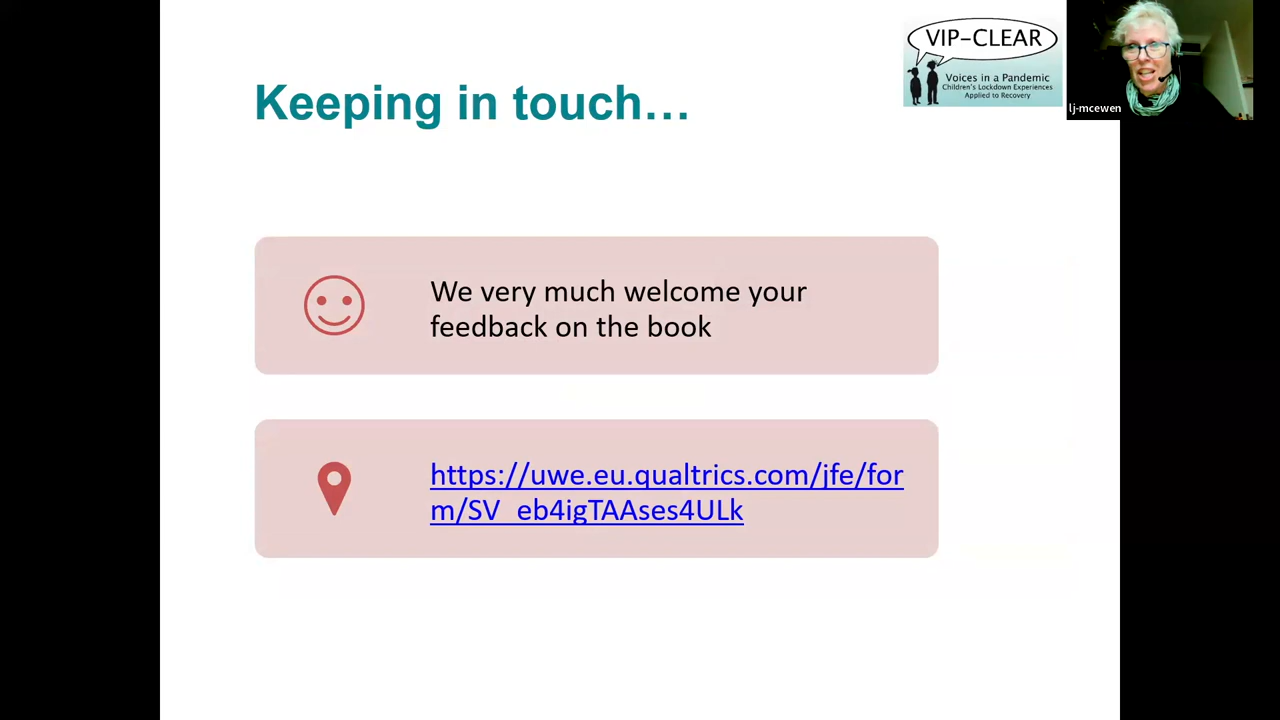 VIP-CLEAR
Voices in a Pandemic
Children's Lockdown Experiences
Applied to Recovery
lj-mcewen
Keeping in touch…
We very much welcome your
feedback on the book
https://uwe.eu.qualtrics.com/jfe/for
m/SV_eb4igTAAses4ULk